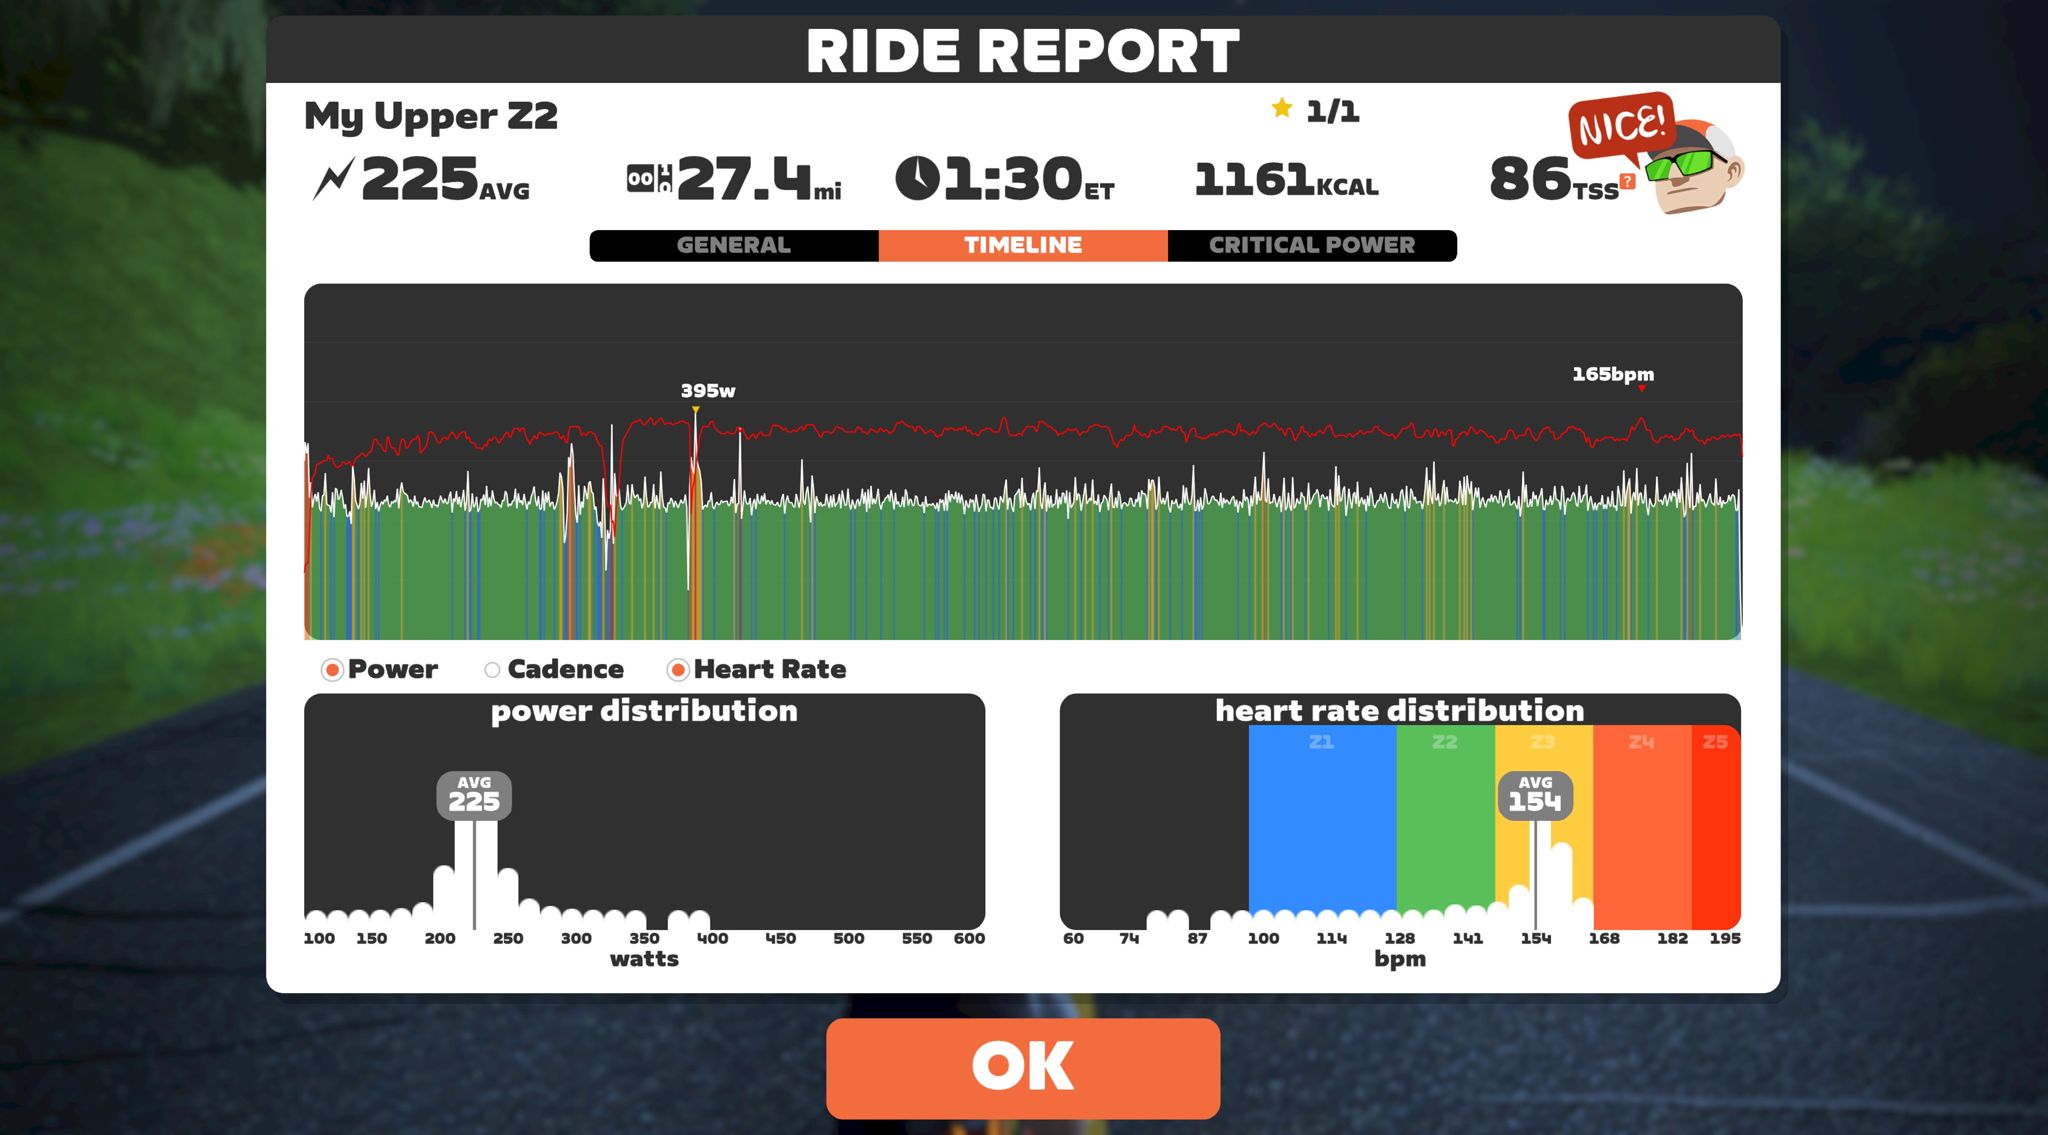 RIDE REPORT
My Upper Z2
1/1
NICE!
225AVG
27.4mi
1:30ET
1161KCAL
86TSS?
GENERAL
TIMELINE
CRITICAL POWER
395w
165bpm
Power
Cadence
Heart Rate
power distribution
AVG
225
100 150 200 250 300 350 400 450 500 550 600
watts
heart rate distribution
Z1 Z2 Z3 Z4 Z5
AVG
154
60 74 87 100 114 128 141 154 168 182 195
bpm
OK